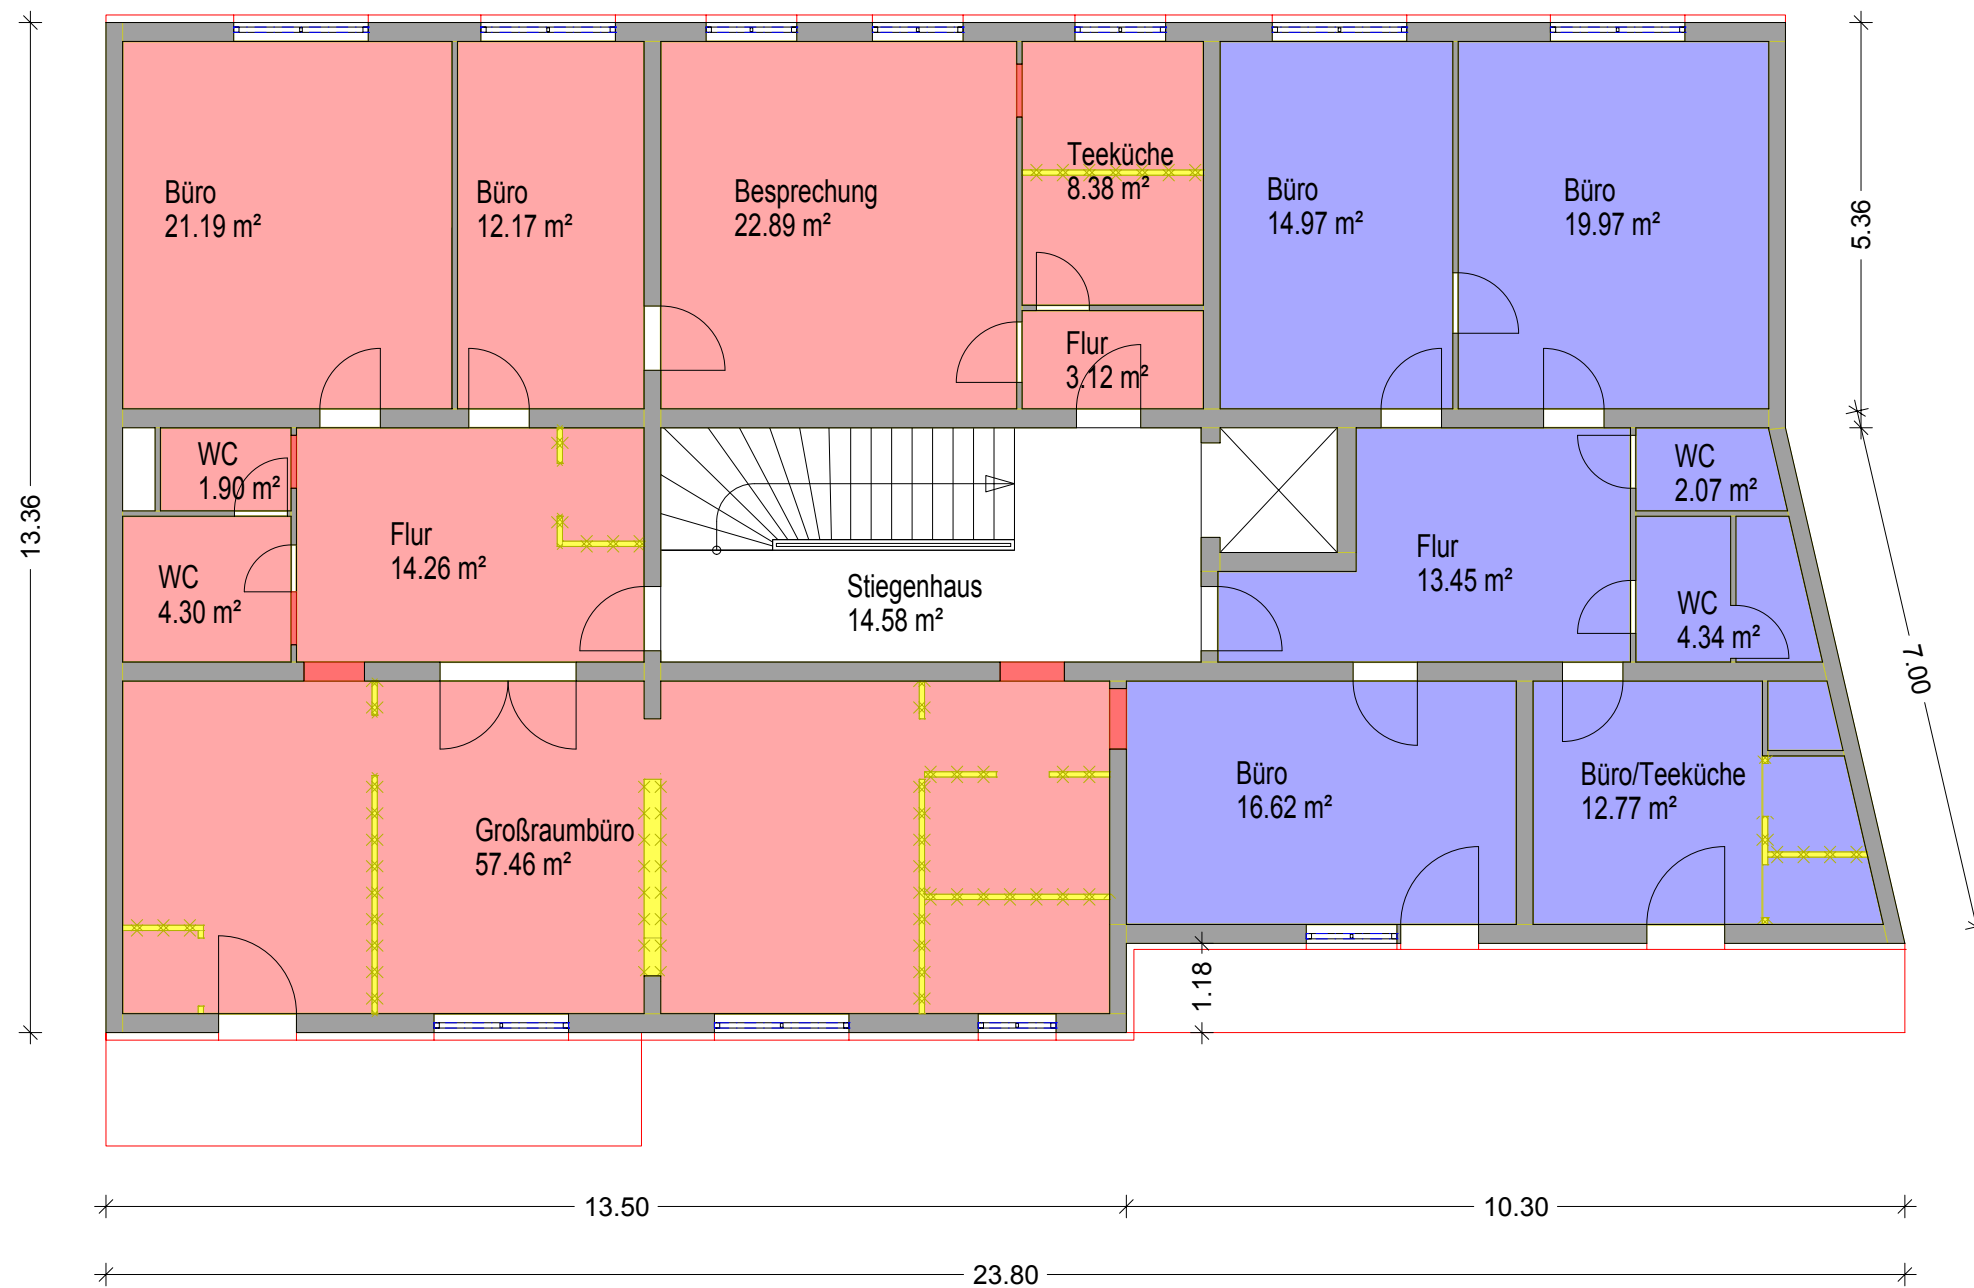 Büro
21.19 m²
Büro
12.17 m²
Besprechung
22.89 m²
Teeküche
8.38 m²
Büro
14.97 m²
Büro
19.97 m²
5.36
Flur
3.12 m²
WC
1.90 m²
WC
4.30 m²
Flur
14.26 m²
Stiegenhaus
14.58 m²
Flur
13.45 m²
WC
2.07 m²
WC
4.34 m²
13.36
7.00
Großraumbüro
57.46 m²
Büro
16.62 m²
Büro/Teeküche
12.77 m²
1.18
13.50
10.30
23.80